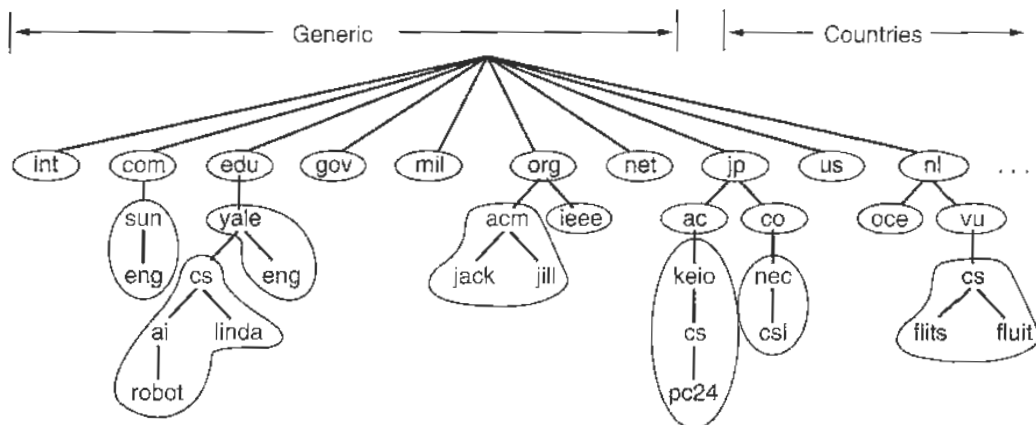 Generic Countries
int com edu gov mil org net jp us nl ...
sun yale acm ieee ac co oce vu
eng cs eng jack jill keio nec cs
ai linda cs csl flits fluit
robot pc24